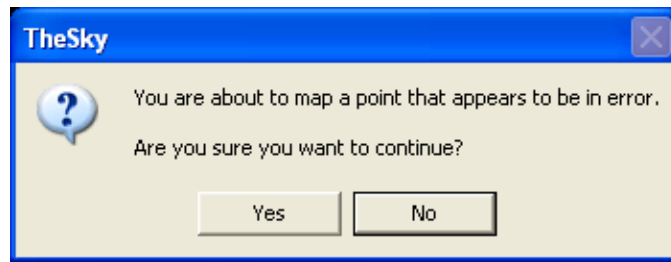 TheSky
You are about to map a point that appears to be in error.
Are you sure you want to continue?
Yes No